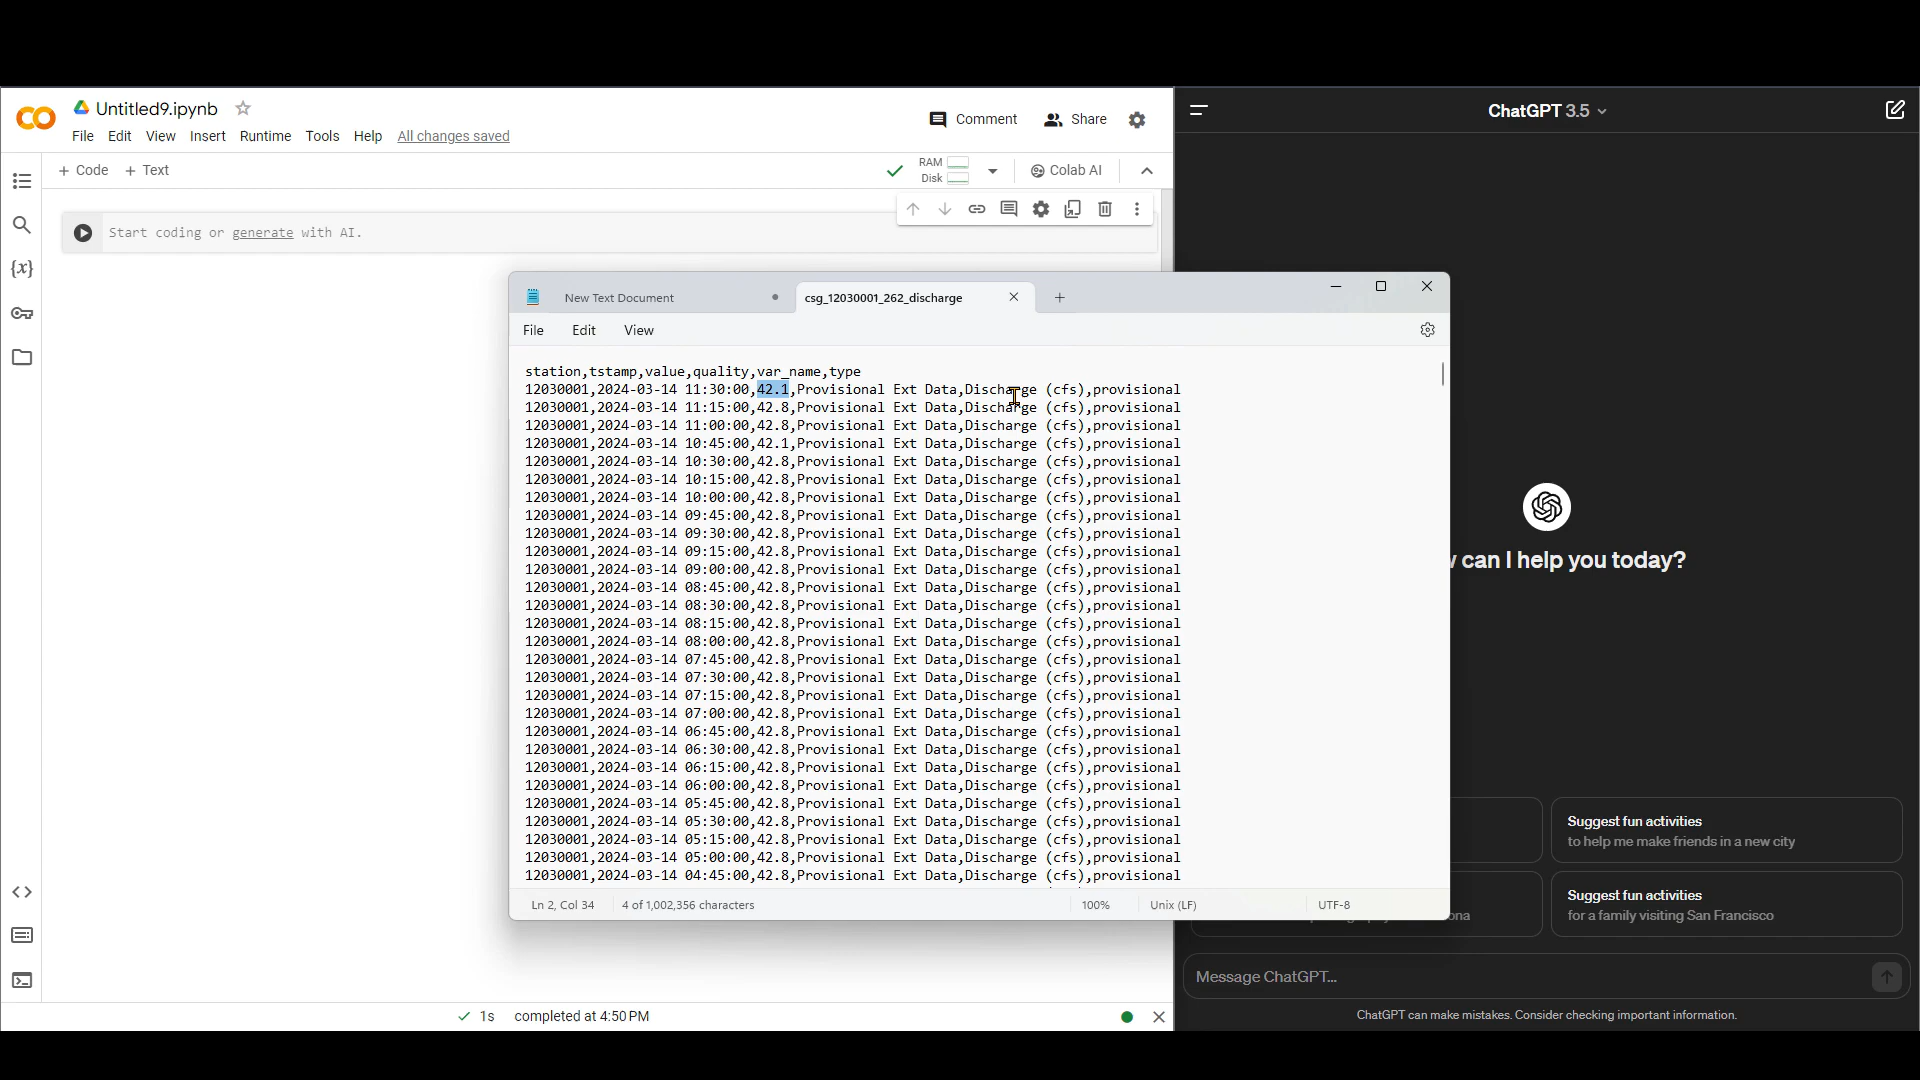 Untitled9.ipynb
File Edit View Insert Runtime Tools Help All changes saved
Comment
Share
+ Code + Text
RAM
Disk
Colab AI
Start coding or generate with AI.
{x}
1s completed at 4:50 PM
New Text Document
csg_12030001_262_discharge
File Edit View
station,tstamp,value,quality,var_name,type
12030001,2024-03-14 11:30:00,42.1,Provisional Ext Data,Discharge (cfs),provisional
12030001,2024-03-14 11:15:00,42.8,Provisional Ext Data,Discharge (cfs),provisional
12030001,2024-03-14 11:00:00,42.8,Provisional Ext Data,Discharge (cfs),provisional
12030001,2024-03-14 10:45:00,42.1,Provisional Ext Data,Discharge (cfs),provisional
12030001,2024-03-14 10:30:00,42.8,Provisional Ext Data,Discharge (cfs),provisional
12030001,2024-03-14 10:15:00,42.8,Provisional Ext Data,Discharge (cfs),provisional
12030001,2024-03-14 10:00:00,42.8,Provisional Ext Data,Discharge (cfs),provisional
12030001,2024-03-14 09:45:00,42.8,Provisional Ext Data,Discharge (cfs),provisional
12030001,2024-03-14 09:30:00,42.8,Provisional Ext Data,Discharge (cfs),provisional
12030001,2024-03-14 09:15:00,42.8,Provisional Ext Data,Discharge (cfs),provisional
12030001,2024-03-14 09:00:00,42.8,Provisional Ext Data,Discharge (cfs),provisional
12030001,2024-03-14 08:45:00,42.8,Provisional Ext Data,Discharge (cfs),provisional
12030001,2024-03-14 08:30:00,42.8,Provisional Ext Data,Discharge (cfs),provisional
12030001,2024-03-14 08:15:00,42.8,Provisional Ext Data,Discharge (cfs),provisional
12030001,2024-03-14 08:00:00,42.8,Provisional Ext Data,Discharge (cfs),provisional
12030001,2024-03-14 07:45:00,42.8,Provisional Ext Data,Discharge (cfs),provisional
12030001,2024-03-14 07:30:00,42.8,Provisional Ext Data,Discharge (cfs),provisional
12030001,2024-03-14 07:15:00,42.8,Provisional Ext Data,Discharge (cfs),provisional
12030001,2024-03-14 07:00:00,42.8,Provisional Ext Data,Discharge (cfs),provisional
12030001,2024-03-14 06:45:00,42.8,Provisional Ext Data,Discharge (cfs),provisional
12030001,2024-03-14 06:30:00,42.8,Provisional Ext Data,Discharge (cfs),provisional
12030001,2024-03-14 06:15:00,42.8,Provisional Ext Data,Discharge (cfs),provisional
12030001,2024-03-14 06:00:00,42.8,Provisional Ext Data,Discharge (cfs),provisional
12030001,2024-03-14 05:45:00,42.8,Provisional Ext Data,Discharge (cfs),provisional
12030001,2024-03-14 05:30:00,42.8,Provisional Ext Data,Discharge (cfs),provisional
12030001,2024-03-14 05:15:00,42.8,Provisional Ext Data,Discharge (cfs),provisional
12030001,2024-03-14 05:00:00,42.8,Provisional Ext Data,Discharge (cfs),provisional
12030001,2024-03-14 04:45:00,42.8,Provisional Ext Data,Discharge (cfs),provisional
Ln 2, Col 34 4 of 1,002,356 characters 100% Unix (LF) UTF-8
ChatGPT 3.5
can I help you today?
Suggest fun activities
to help me make friends in a new city
Suggest fun activities
for a family visiting San Francisco
Message ChatGPT...
ChatGPT can make mistakes. Consider checking important information.